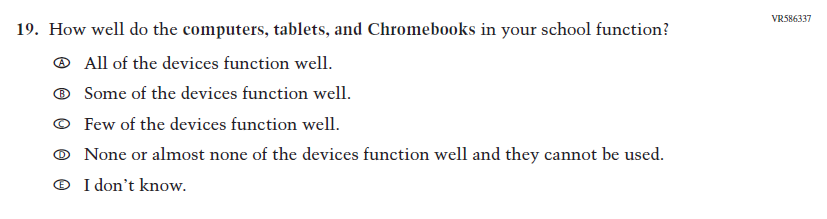 VR586337
19. How well do the computers, tablets, and Chromebooks in your school function?
A All of the devices function well.
B Some of the devices function well.
C Few of the devices function well.
D None or almost none of the devices function well and they cannot be used.
E I don’t know.